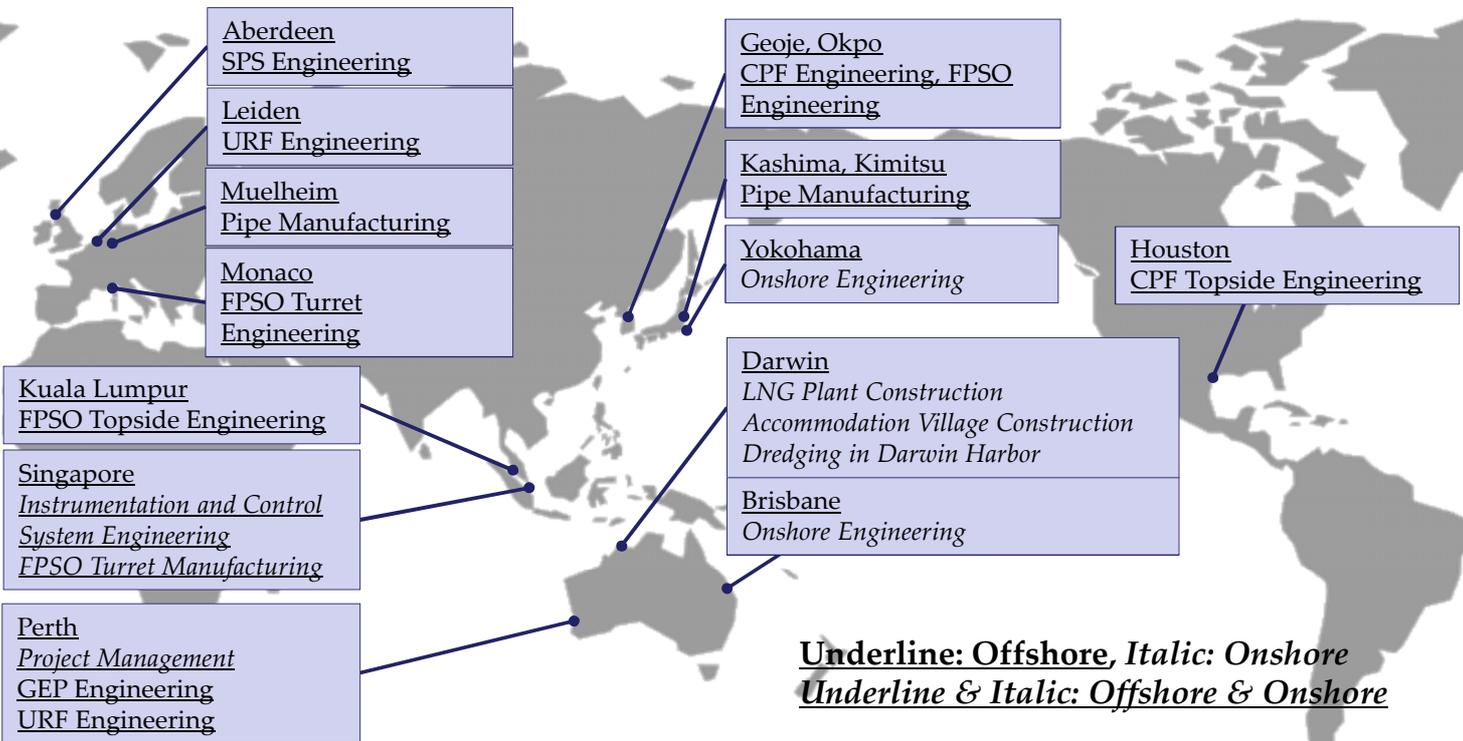 Aberdeen
SPS Engineering
Leiden
URF Engineering
Muelheim
Pipe Manufacturing
Monaco
FPSO Turret
Engineering
Kuala Lumpur
FPSO Topside Engineering
Singapore
Instrumentation and Control
System Engineering
FPSO Turret Manufacturing
Perth
Project Management
GEP Engineering
URF Engineering
Geoje, Okpo
CPF Engineering, FPSO
Engineering
Kashima, Kimitsu
Pipe Manufacturing
Yokohama
Onshore Engineering
Houston
CPF Topside Engineering
Darwin
LNG Plant Construction
Accommodation Village Construction
Dredging in Darwin Harbor
Brisbane
Onshore Engineering
Underline: Offshore, Italic: Onshore
Underline & Italic: Offshore & Onshore